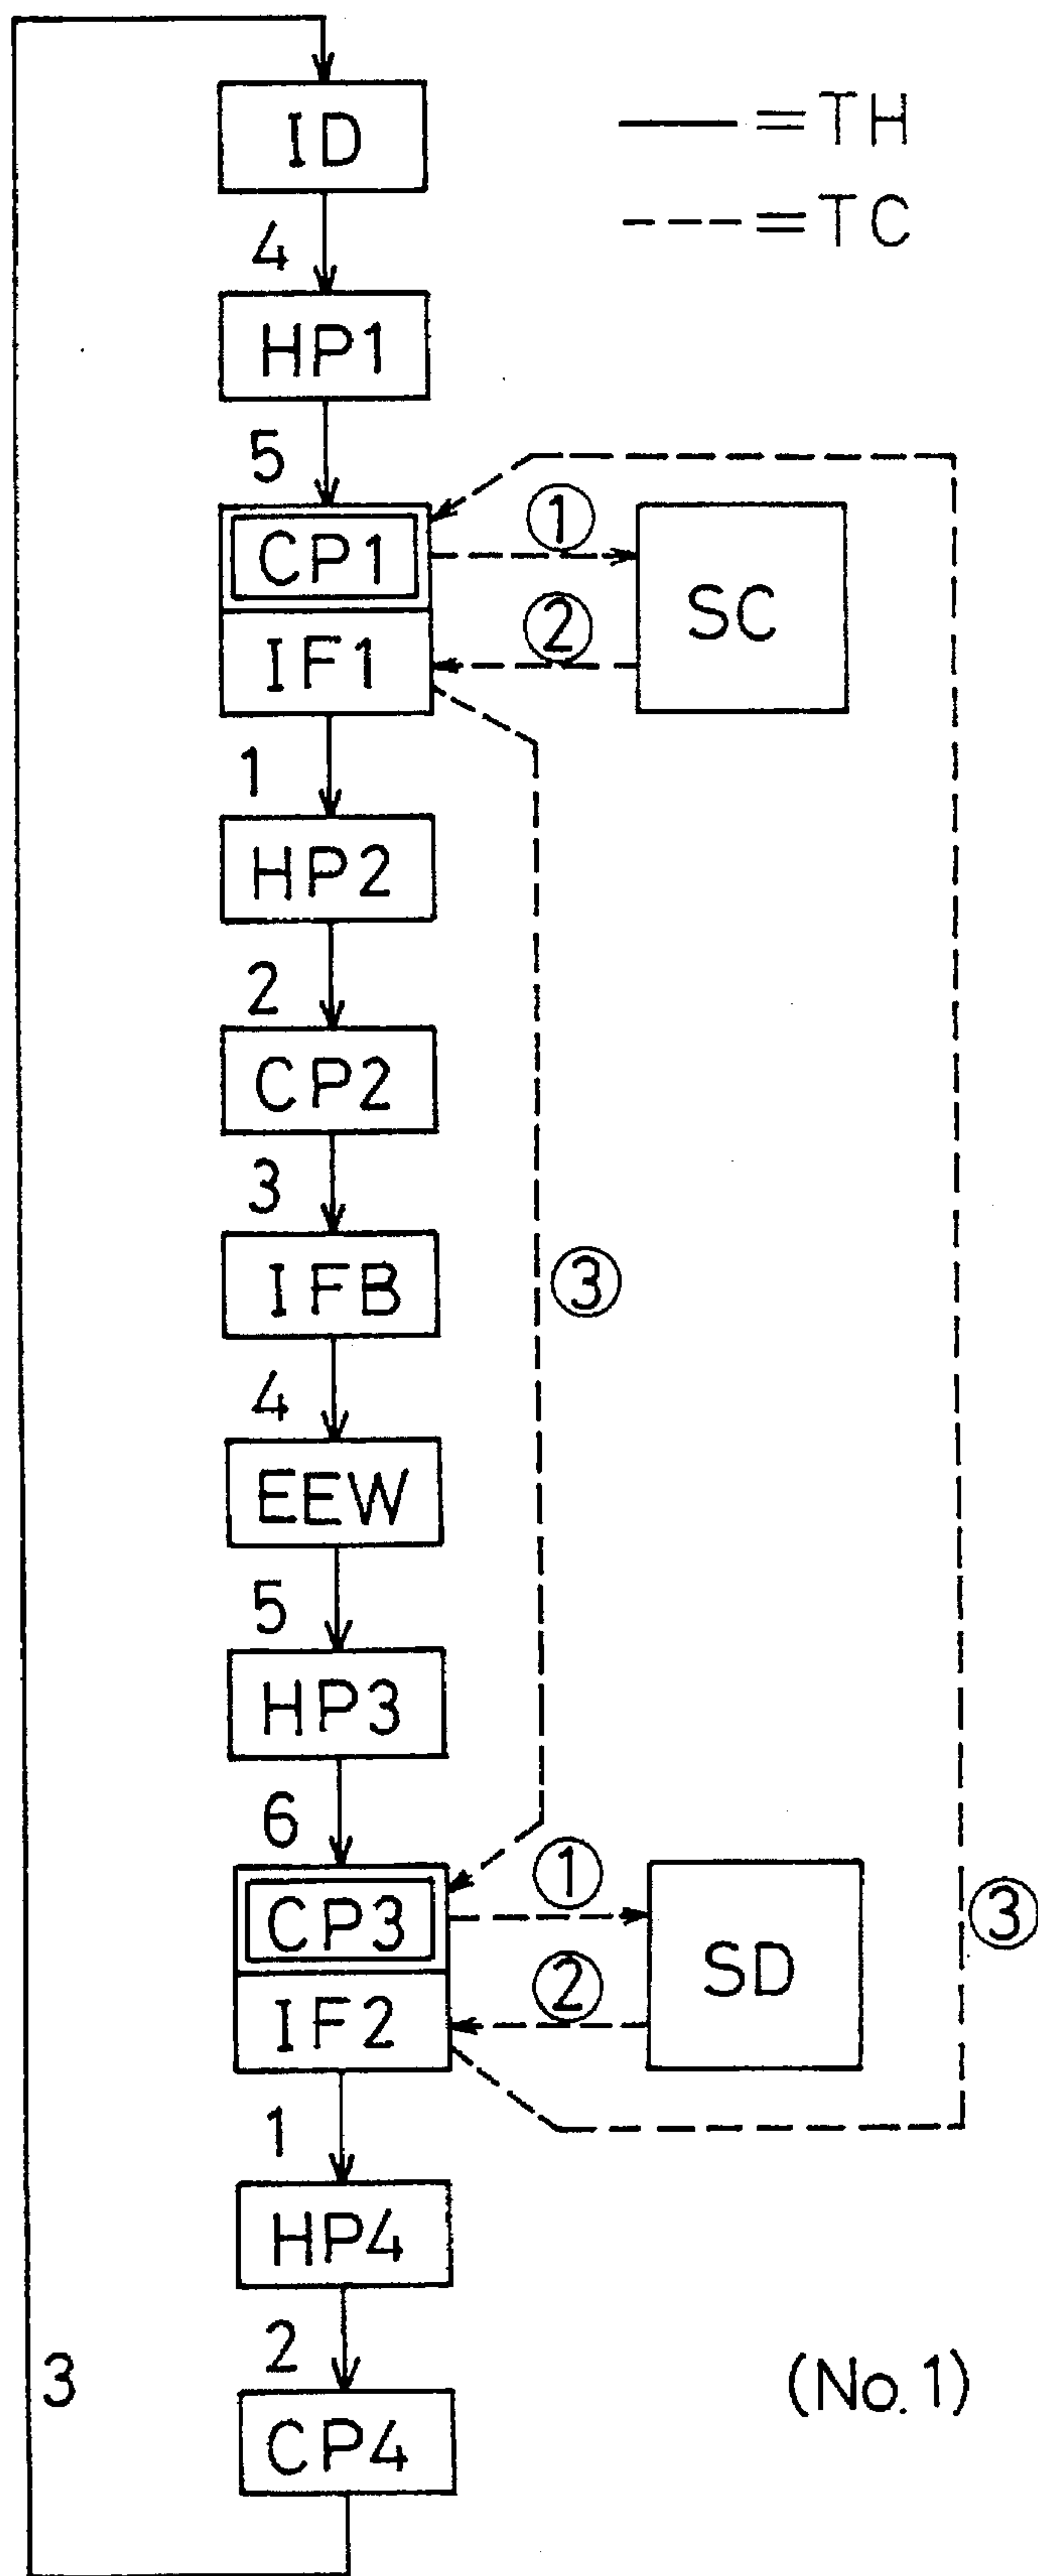 ID
— = TH
--- = TC
4
HP1
5
CP1
①
SC
②
IF1
1
HP2
2
CP2
3
IFB
③
4
EEW
5
HP3
6
①
CP3
③
SD
②
IF2
1
HP4
2
3
(No.1)
CP4